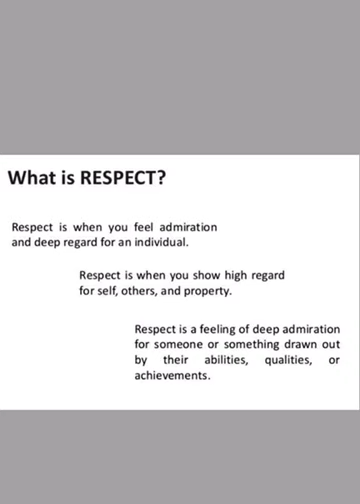 What is RESPECT?
Respect is when you feel admiration
and deep regard for an individual.
Respect is when you show high regard
for self, others, and property.
Respect is a feeling of deep admiration
for someone or something drawn out
by their abilities, qualities, or
achievements.